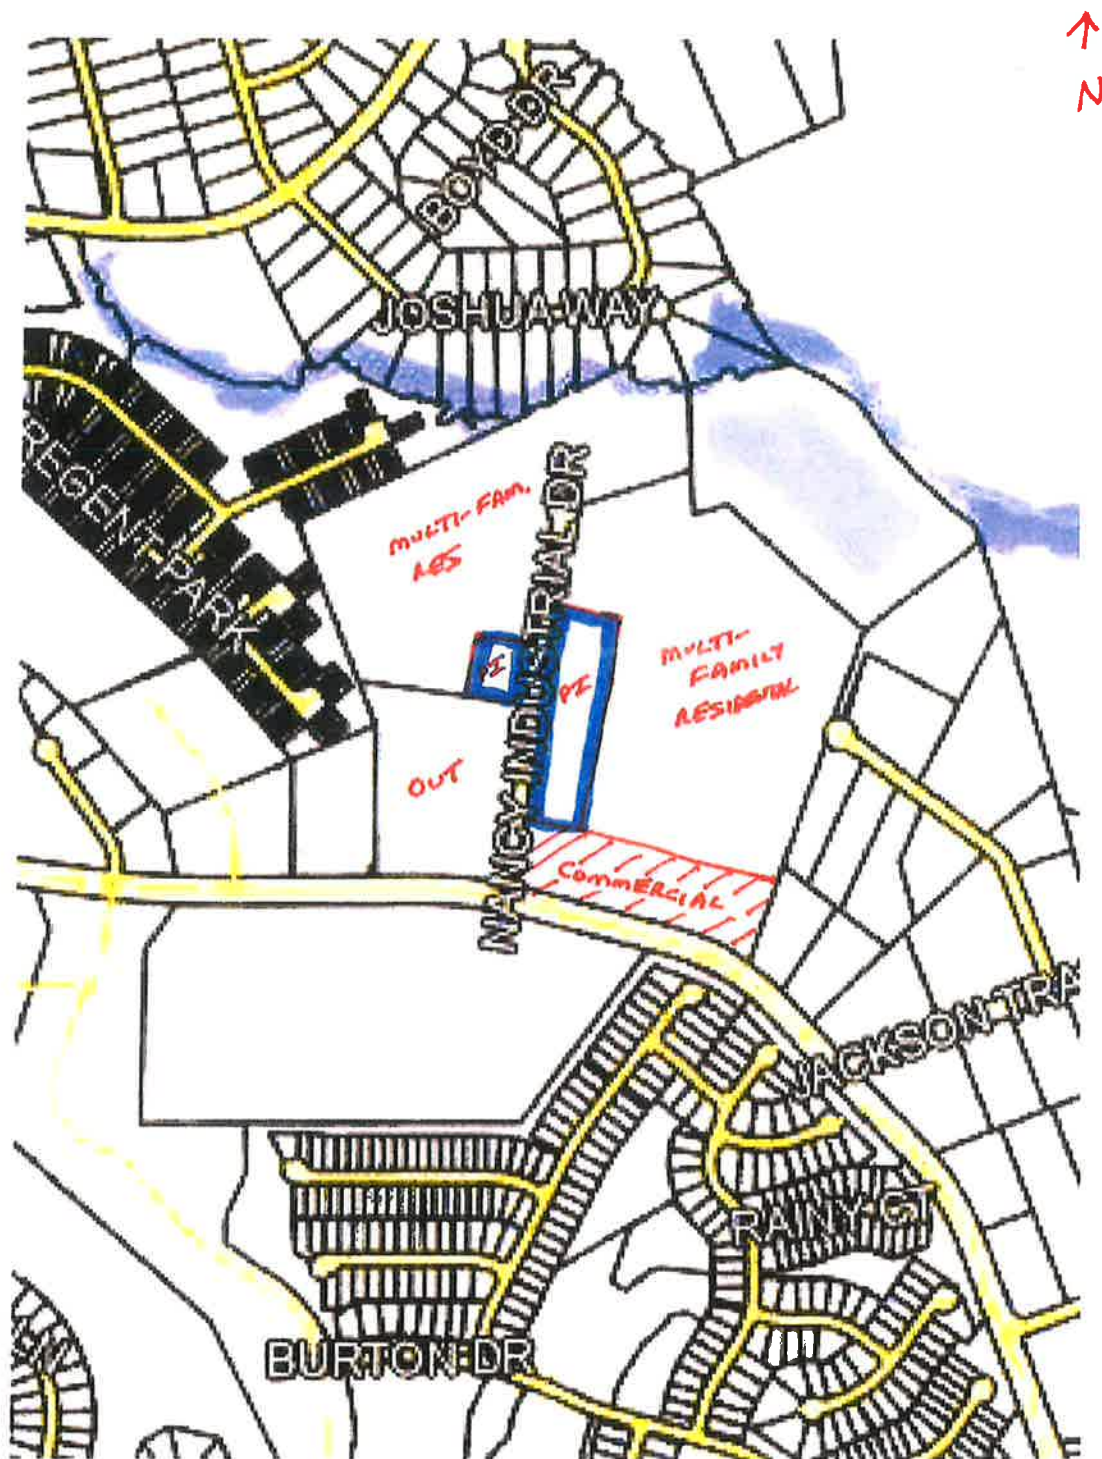 N
BOYD DR
JOSHUA WAY
REGENT PARK
NANCY INDUSTRIAL DR
MULTI-FAM.
RES
PI
PI
MULTI-
FAMILY
RESIDENTIAL
OUT
COMMERCIAL
JACKSON TRA
RAINY CT
BURTON DR